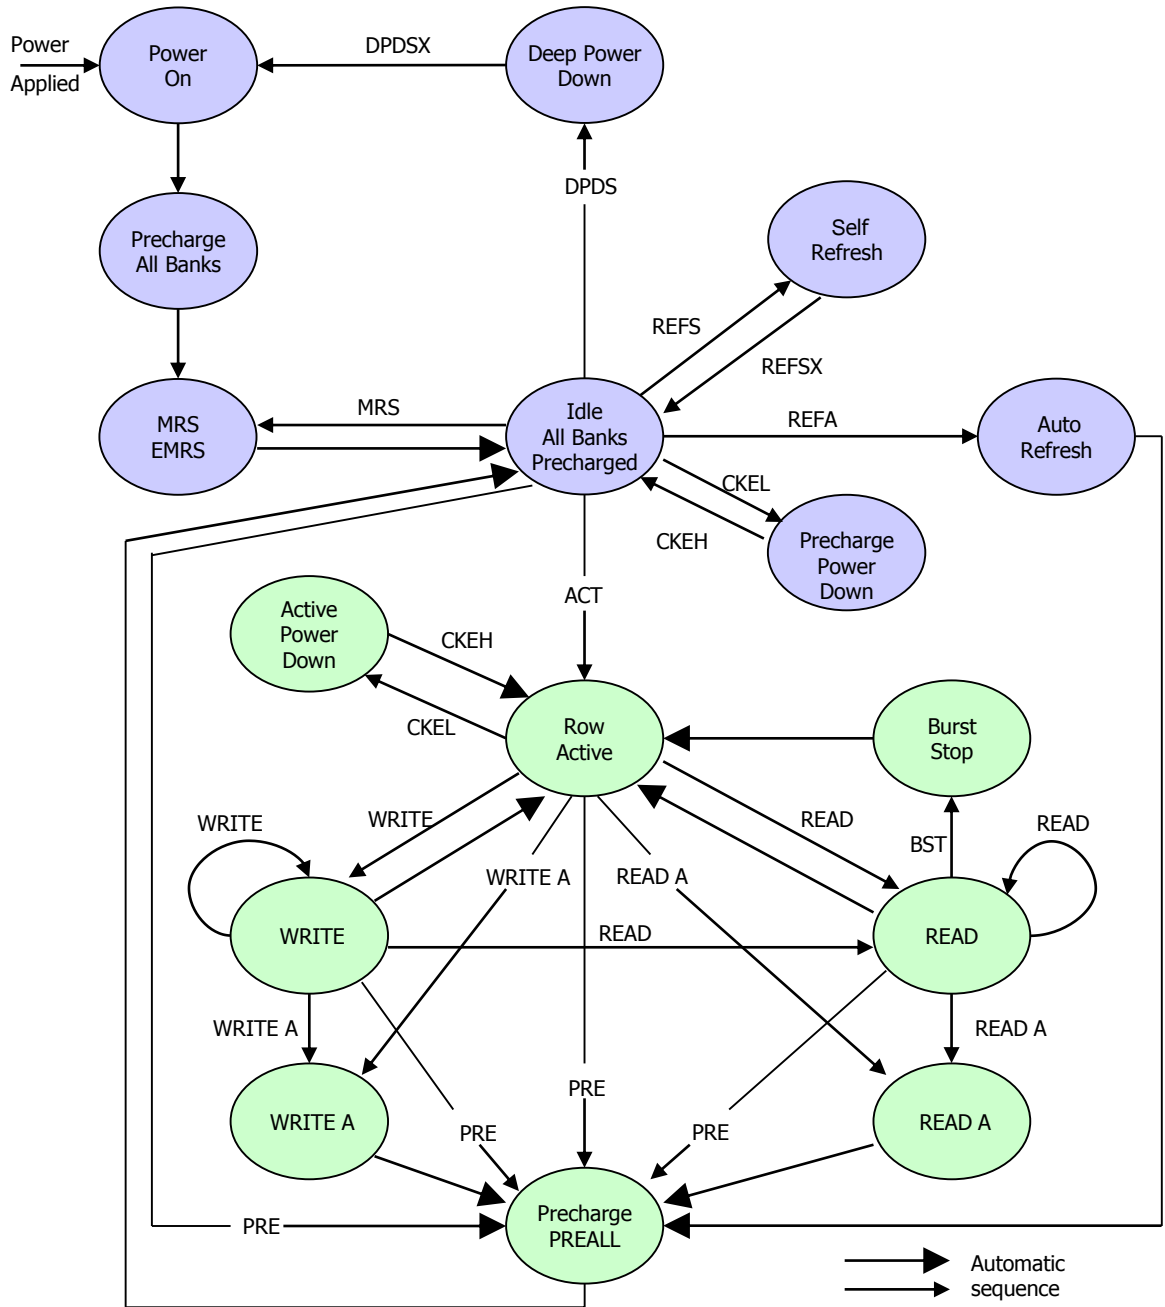 Power
Applied
Power
On
DPDSX
Deep Power
Down
DPDS
Precharge
All Banks
Self
Refresh
REFS
REFSX
MRS
EMRS
MRS
Idle
All Banks
Precharged
REFA
Auto
Refresh
CKEL
CKEH
Precharge
Power
Down
ACT
Active
Power
Down
CKEH
CKEL
Row
Active
Burst
Stop
WRITE
WRITE
READ
BST
READ
WRITE A
READ A
WRITE
READ
READ
WRITE A
READ A
PRE
WRITE A
PRE
PRE
READ A
PRE
Precharge
PREALL
Automatic
sequence